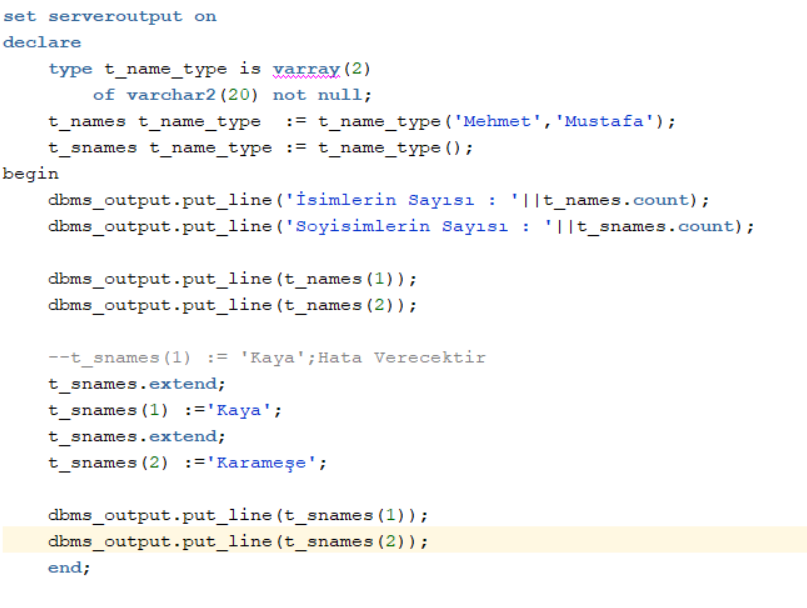 set serveroutput on
declare
    type t_name_type is varray(2)
        of varchar2(20) not null;
    t_names t_name_type  := t_name_type('Mehmet','Mustafa');
    t_snames t_name_type := t_name_type();
begin
    dbms_output.put_line('İsimlerin Sayısı : '||t_names.count);
    dbms_output.put_line('Soyisimlerin Sayısı : '||t_snames.count);

    dbms_output.put_line(t_names(1));
    dbms_output.put_line(t_names(2));

    --t_snames(1) := 'Kaya';Hata Verecektir
    t_snames.extend;
    t_snames(1) :='Kaya';
    t_snames.extend;
    t_snames(2) :='Karameşe';

    dbms_output.put_line(t_snames(1));
    dbms_output.put_line(t_snames(2));
    end;